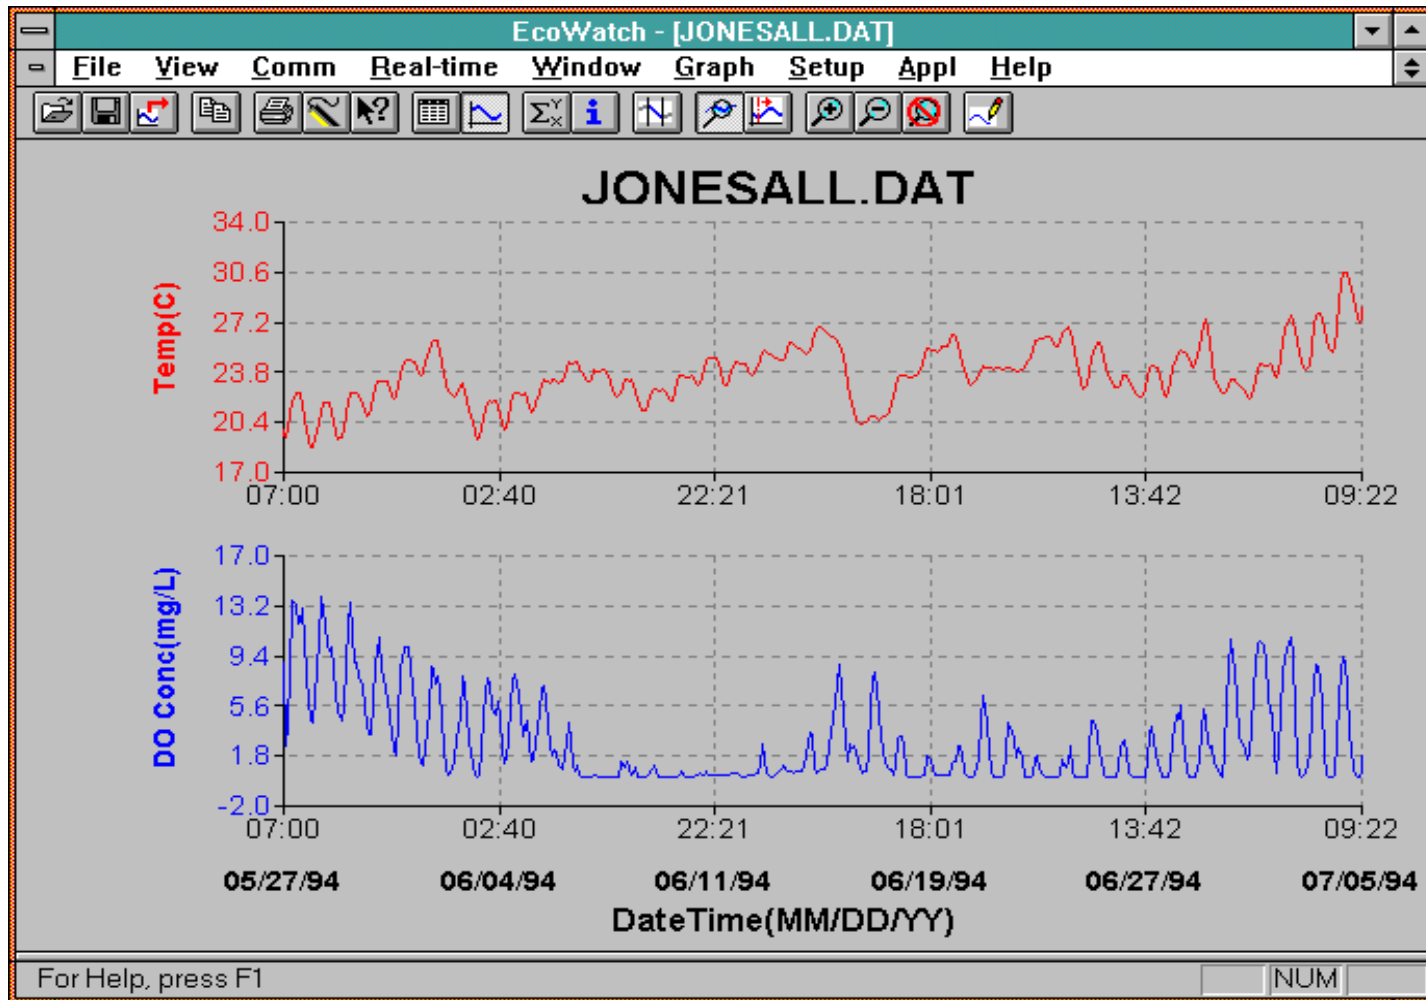 EcoWatch - [JONESALL.DAT]
File View Comm Real-time Window Graph Setup Appl Help
JONESALL.DAT
Temp(C)
34.0
30.6
27.2
23.8
20.4
17.0
07:00 02:40 22:21 18:01 13:42 09:22
DO Conc(mg/L)
17.0
13.2
9.4
5.6
1.8
-2.0
07:00 02:40 22:21 18:01 13:42 09:22
05/27/94 06/04/94 06/11/94 06/19/94 06/27/94 07/05/94
DateTime(MM/DD/YY)
For Help, press F1 NUM